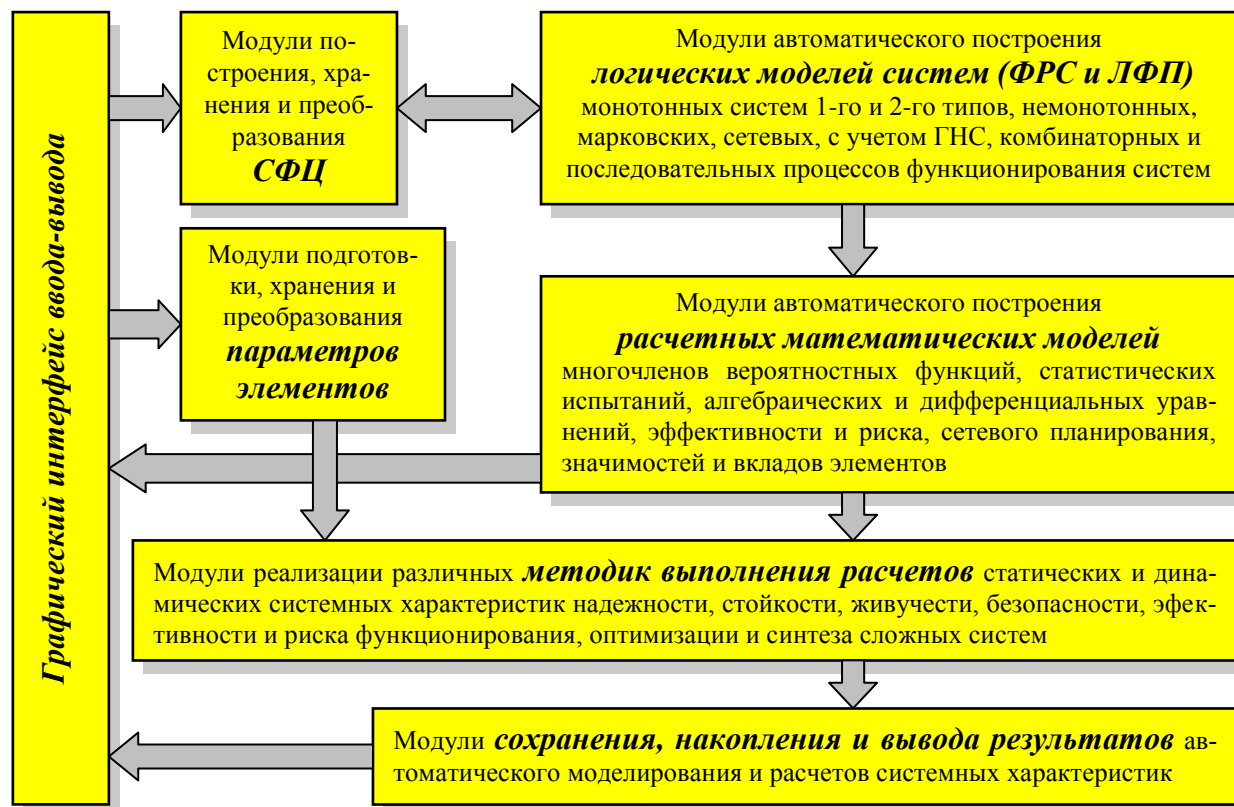 Графический интерфейс ввода-вывода
Модули по-
строения, хра-
нения и преоб-
разования
СФЦ
Модули автоматического построения
логических моделей систем (ФРС и ЛФП)
монотонных систем 1-го и 2-го типов, немонотонных,
марковских, сетевых, с учетом ГНС, комбинаторных и
последовательных процессов функционирования систем
Модули подготов-
ки, хранения и
преобразования
параметров
элементов
Модули автоматического построения
расчетных математических моделей
многочленов вероятностных функций, статистических
испытаний, алгебраических и дифференциальных урав-
нений, эффективности и риска, сетевого планирования,
значимостей и вкладов элементов
Модули реализации различных методик выполнения расчетов статических и дина-
мических системных характеристик надежности, стойкости, живучести, безопасности, эфек-
тивности и риска функционирования, оптимизации и синтеза сложных систем
Модули сохранения, накопления и вывода результатов ав-
томатического моделирования и расчетов системных характеристик